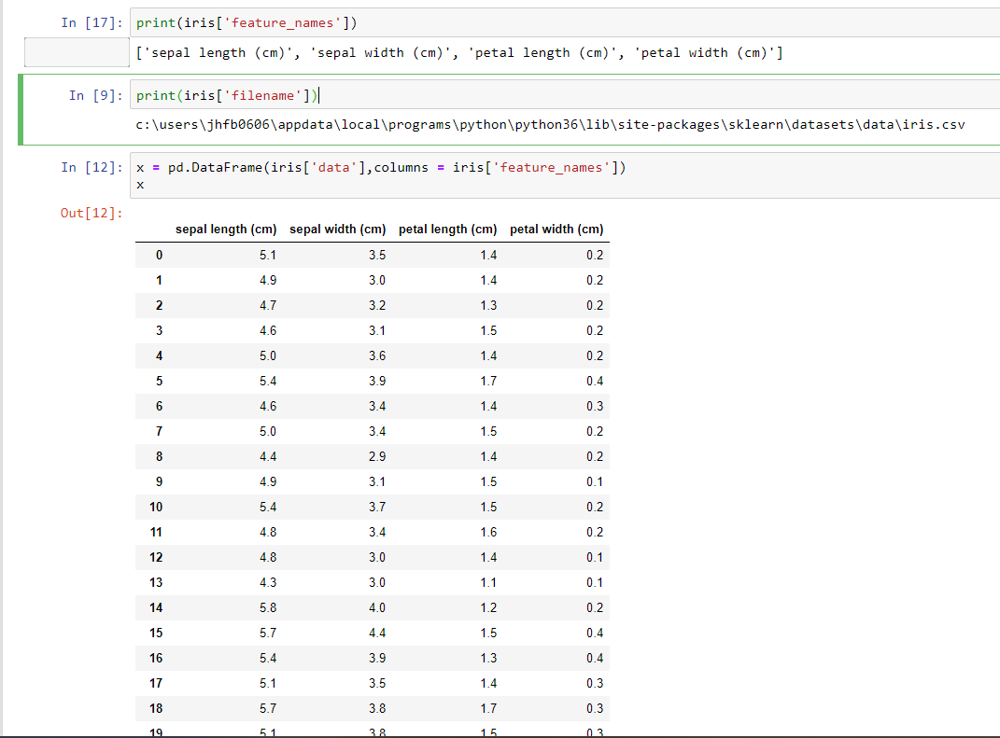 In [17]: print(iris['feature_names'])
['sepal length (cm)', 'sepal width (cm)', 'petal length (cm)', 'petal width (cm)']
In [9]: print(iris['filename'])
c:\users\jhfb0606\appdata\local\programs\python\python36\lib\site-packages\sklearn\datasets\data\iris.csv
In [12]: x = pd.DataFrame(iris['data'],columns = iris['feature_names'])
x
Out[12]:
sepal length (cm) sepal width (cm) petal length (cm) petal width (cm)
0 5.1 3.5 1.4 0.2
1 4.9 3.0 1.4 0.2
2 4.7 3.2 1.3 0.2
3 4.6 3.1 1.5 0.2
4 5.0 3.6 1.4 0.2
5 5.4 3.9 1.7 0.4
6 4.6 3.4 1.4 0.3
7 5.0 3.4 1.5 0.2
8 4.4 2.9 1.4 0.2
9 4.9 3.1 1.5 0.1
10 5.4 3.7 1.5 0.2
11 4.8 3.4 1.6 0.2
12 4.8 3.0 1.4 0.1
13 4.3 3.0 1.1 0.1
14 5.8 4.0 1.2 0.2
15 5.7 4.4 1.5 0.4
16 5.4 3.9 1.3 0.4
17 5.1 3.5 1.4 0.3
18 5.7 3.8 1.7 0.3
19 5.1 3.8 1.5 0.3